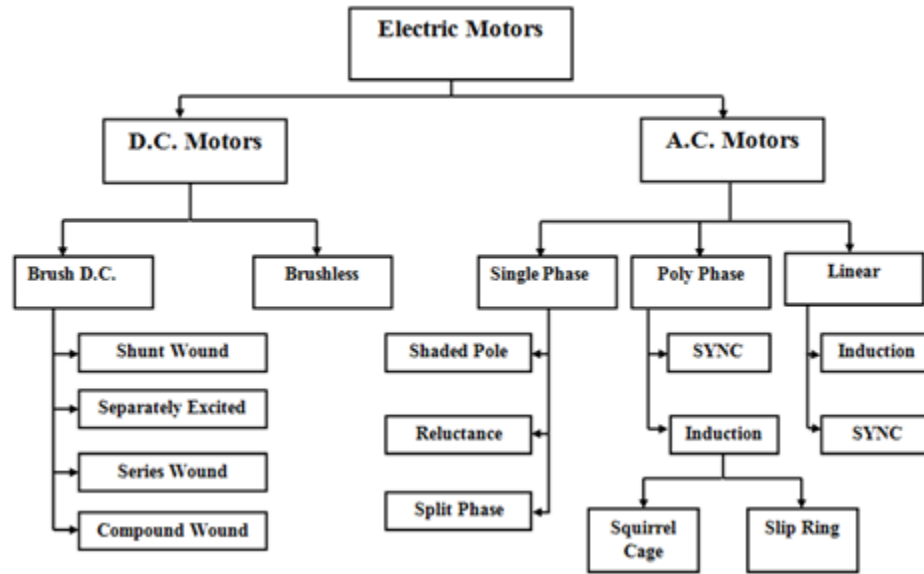 Electric Motors
D.C. Motors
A.C. Motors
Brush D.C.
Brushless
Single Phase
Poly Phase
Linear
Shunt Wound
Shaded Pole
SYNC
Induction
Separately Excited
Reluctance
Induction
SYNC
Series Wound
Split Phase
Compound Wound
Squirrel
Cage
Slip Ring